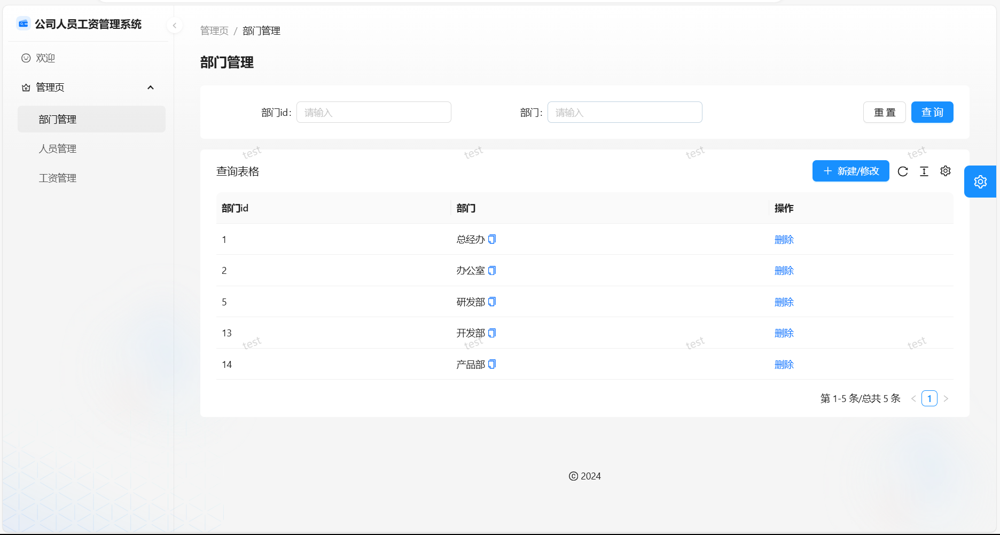 公司人员工资管理系统
欢迎
管理页
部门管理
人员管理
工资管理
管理页 / 部门管理
部门管理
部门id: 请输入 部门: 请输入 重 置 查 询
test test test test
查询表格 新建/修改
部门id 部门 操作
1 总经办 删除
2 办公室 删除
5 研发部 删除
13 开发部 删除
test test test test
14 产品部 删除
第 1-5 条/总共 5 条 < 1 >
© 2024